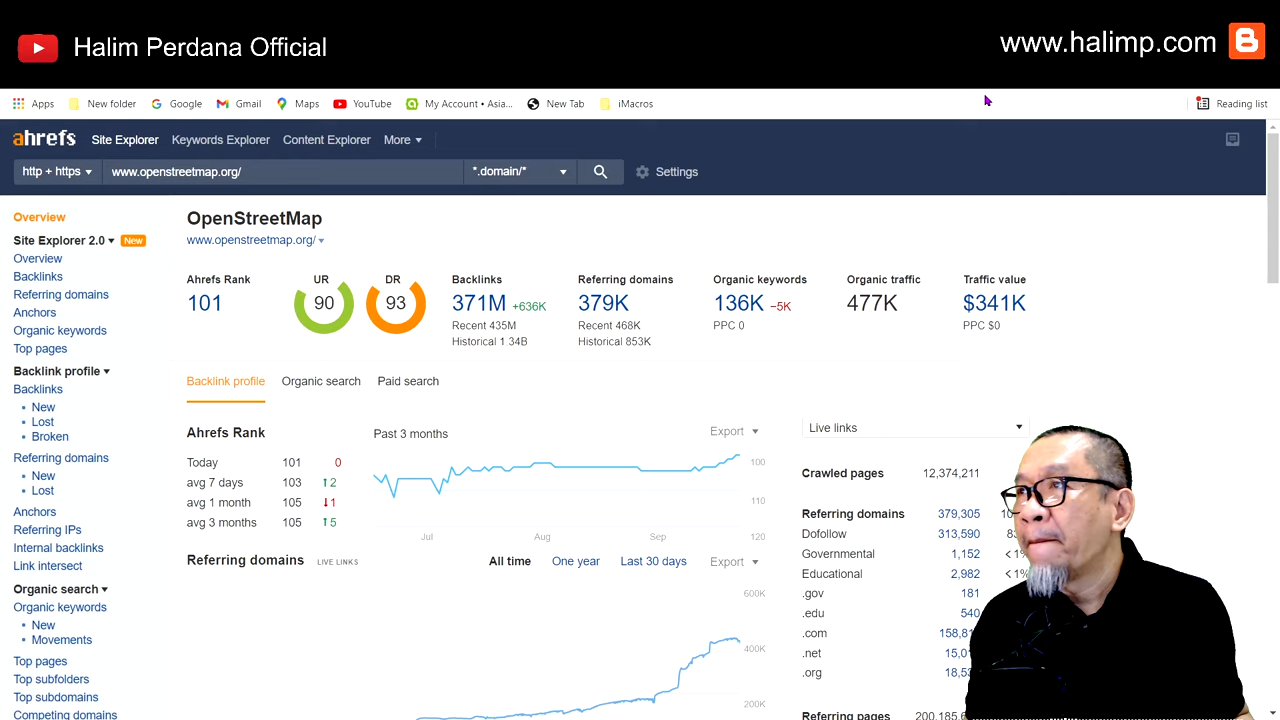 Halim Perdana Official
www.halimp.com
Apps New folder Google Gmail Maps YouTube My Account • Asia... New Tab iMacros Reading list
ahrefs Site Explorer Keywords Explorer Content Explorer More
http + https www.openstreetmap.org/ *.domain/* Settings
Overview
Site Explorer 2.0 New
Overview
Backlinks
Referring domains
Anchors
Organic keywords
Top pages
Backlink profile
Backlinks
New
Lost
Broken
Referring domains
New
Lost
Anchors
Referring IPs
Internal backlinks
Link intersect
Organic search
Organic keywords
New
Movements
Top pages
Top subfolders
Top subdomains
Competing domains
OpenStreetMap
www.openstreetmap.org/
Ahrefs Rank UR DR Backlinks Referring domains Organic keywords Organic traffic Traffic value
101 90 93 371M +636K 379K 136K −5K 477K $341K
Recent 435M Recent 468K PPC 0 PPC $0
Historical 1.34B Historical 853K
Backlink profile Organic search Paid search
Ahrefs Rank Past 3 months Export
Today 101 0
avg 7 days 103 ↑2
avg 1 month 105 ↓1
avg 3 months 105 ↑5
100
110
120
Jul Aug Sep
Referring domains LIVE LINKS All time One year Last 30 days Export
600K
400K
200K
Live links
Crawled pages 12,374,211
Referring domains 379,305
Dofollow 313,590
Governmental 1,152 <1%
Educational 2,982 <1%
.gov 181
.edu 540
.com
.net
.org
Referring pages